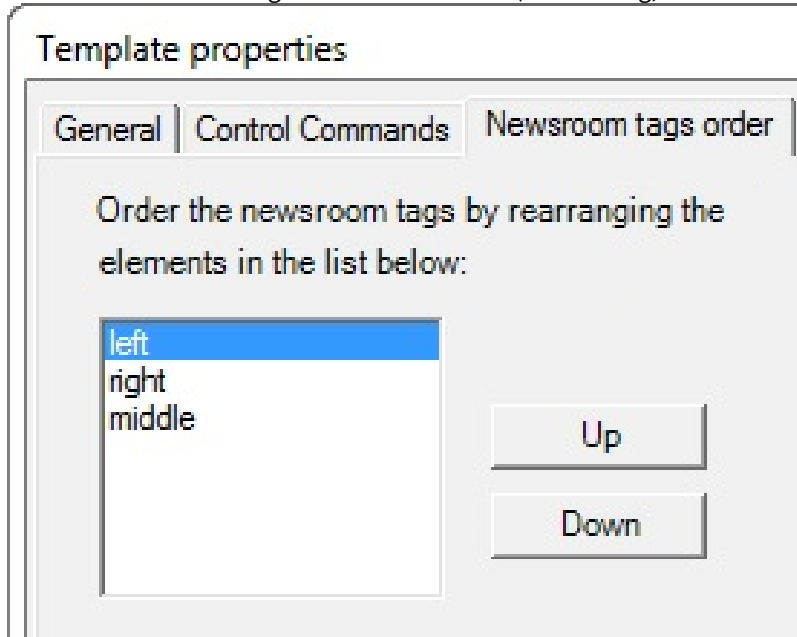 Template properties
General Control Commands Newsroom tags order
Order the newsroom tags by rearranging the
elements in the list below:
left
right
middle
Up
Down